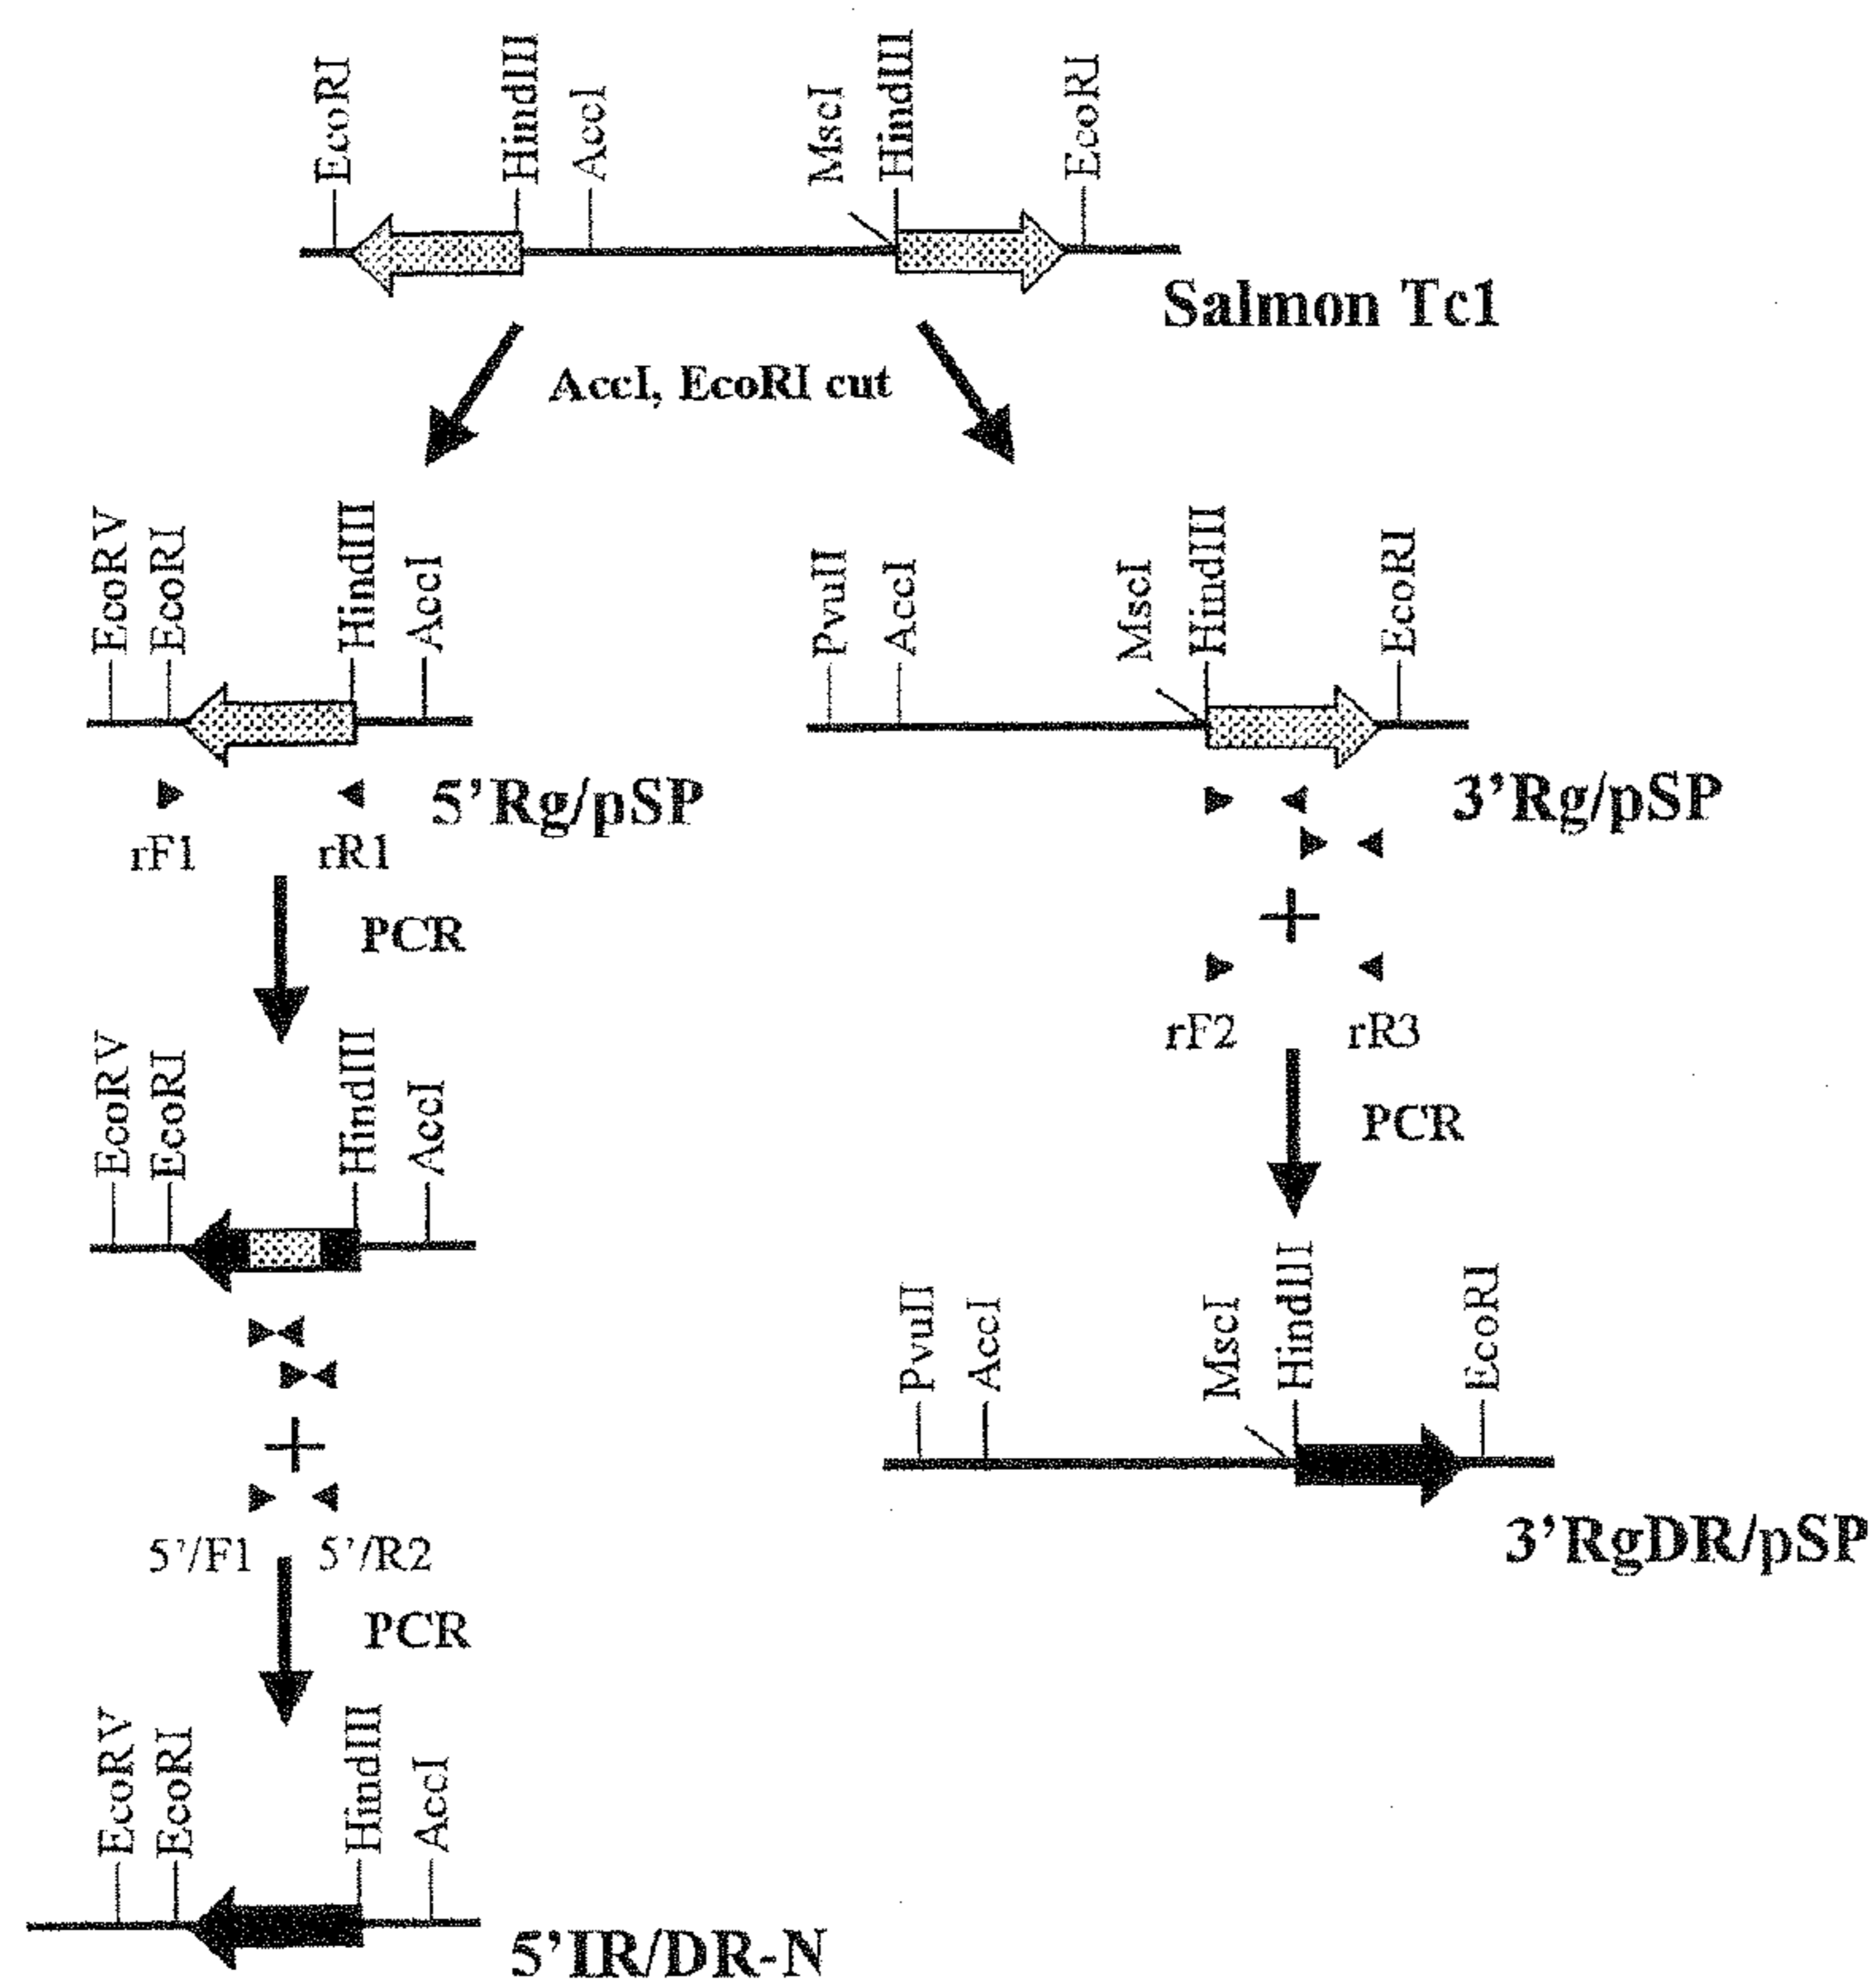 EcoRI HindIII AccI MscI HindIII EcoRI
Salmon Tc1
AccI, EcoRI cut
EcoRV EcoRI HindIII AccI
PvuII AccI MscI HindIII EcoRI
5'Rg/pSP
3'Rg/pSP
rF1 rR1
PCR
+
rF2 rR3
PCR
EcoRV EcoRI HindIII AccI
PvuII AccI MscI HindIII EcoRI
+
3'RgDR/pSP
5'/F1 5'/R2
PCR
EcoRV EcoRI HindIII AccI
5'IR/DR-N